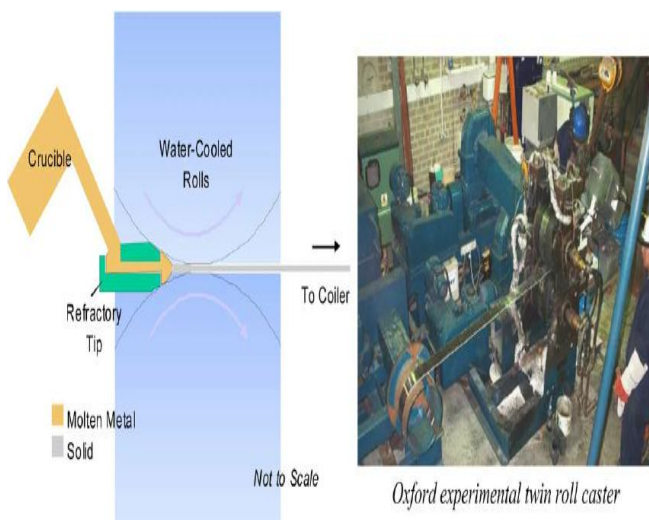 Crucible
Water-Cooled
Rolls
To Coiler
Refractory
Tip
Molten Metal
Solid
Not to Scale
Oxford experimental twin roll caster